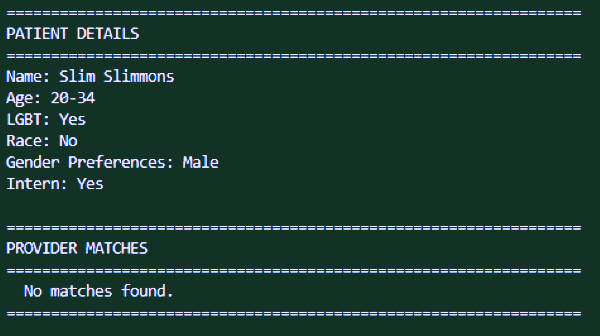 ================================================================
PATIENT DETAILS
================================================================
Name: Slim Slimmons
Age: 20-34
LGBT: Yes
Race: No
Gender Preferences: Male
Intern: Yes
================================================================
PROVIDER MATCHES
================================================================
No matches found.
================================================================